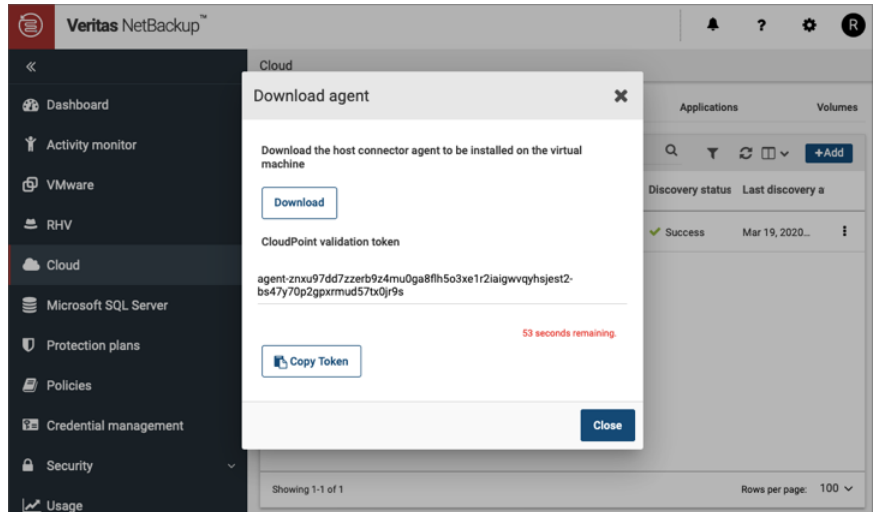 Veritas NetBackup™
?
R
«
Cloud
Dashboard
Activity monitor
VMware
RHV
Cloud
Microsoft SQL Server
Protection plans
Policies
Credential management
Security
Usage
Download agent
Download the host connector agent to be installed on the virtual
machine
Download
CloudPoint validation token
agent-znxu97dd7zzerb9z4mu0ga8flh5o3xe1r2iaigwvqyhsjest2-
bs47y70p2gpxrmud57tx0jr9s
53 seconds remaining.
Copy Token
Close
Applications Volumes
+Add
Discovery status Last discovery a
Success Mar 19, 2020...
Showing 1-1 of 1
Rows per page: 100